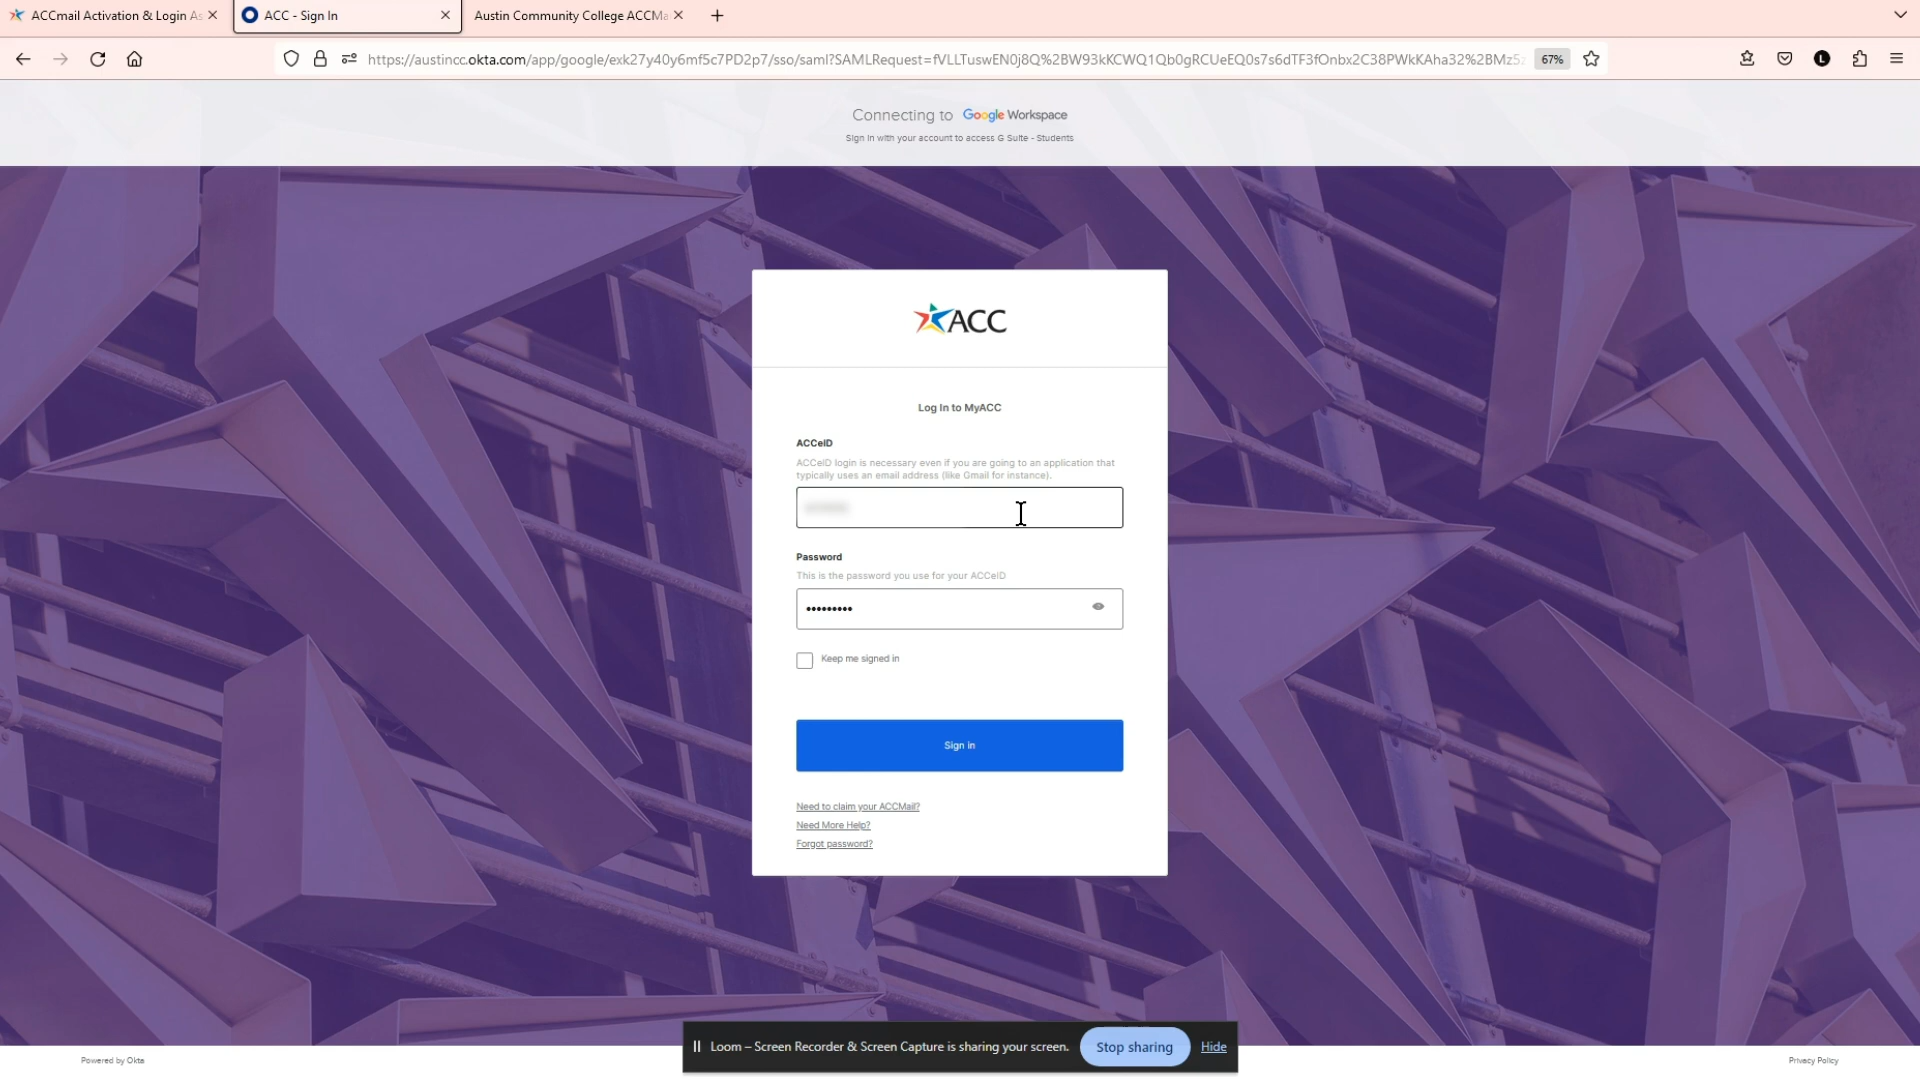 ACCmail Activation & Login As
ACC - Sign In
Austin Community College ACCMa
https://austincc.okta.com/app/google/exk27y40y6mf5c7PD2p7/sso/saml?SAMLRequest=fVLLTuswEN0j8Q%2BW93kKCWQ1Qb0gRCUeEQ0s7s6dTF3fOnbx2C38PWkKAha32%2BMz5z
67%
Connecting to Google Workspace
Sign in with your account to access G Suite - Students
ACC
Log In to MyACC
ACCeID
ACCeID login is necessary even if you are going to an application that
typically uses an email address (like Gmail for instance).
Password
This is the password you use for your ACCeID
•••••••••
Keep me signed in
Sign in
Need to claim your ACCMail?
Need More Help?
Forgot password?
Loom – Screen Recorder & Screen Capture is sharing your screen.
Stop sharing
Hide
Powered by Okta
Privacy Policy